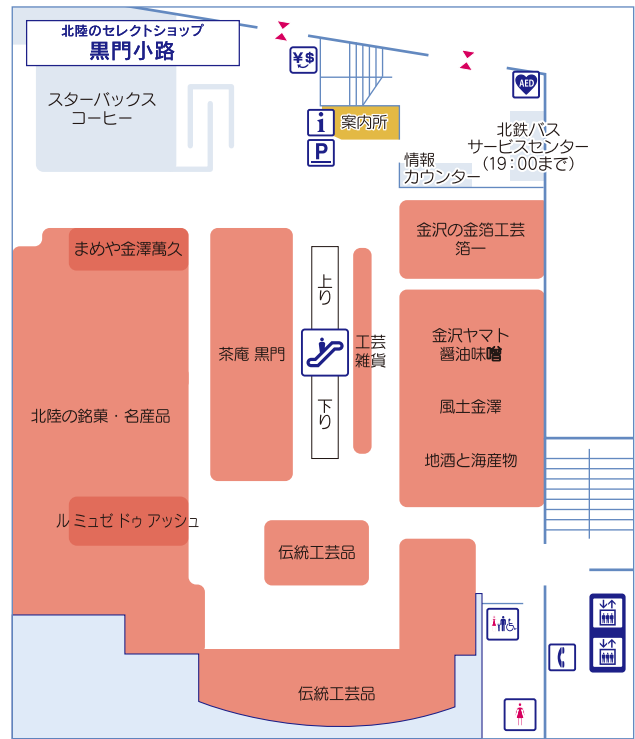 北陸のセレクトショップ
黒門小路
¥$
AED
スターバックス
コーヒー
i
案内所
P
北鉄バス
サービスセンター
(19:00まで)
情報
カウンター
金沢の金箔工芸
箔一
まめや金澤萬久
上り
茶庵 黒門
工芸
雑貨
金沢ヤマト
醤油味噌
下り
風土金澤
北陸の銘菓・名産品
地酒と海産物
ル ミュゼ ドゥ アッシュ
伝統工芸品
伝統工芸品